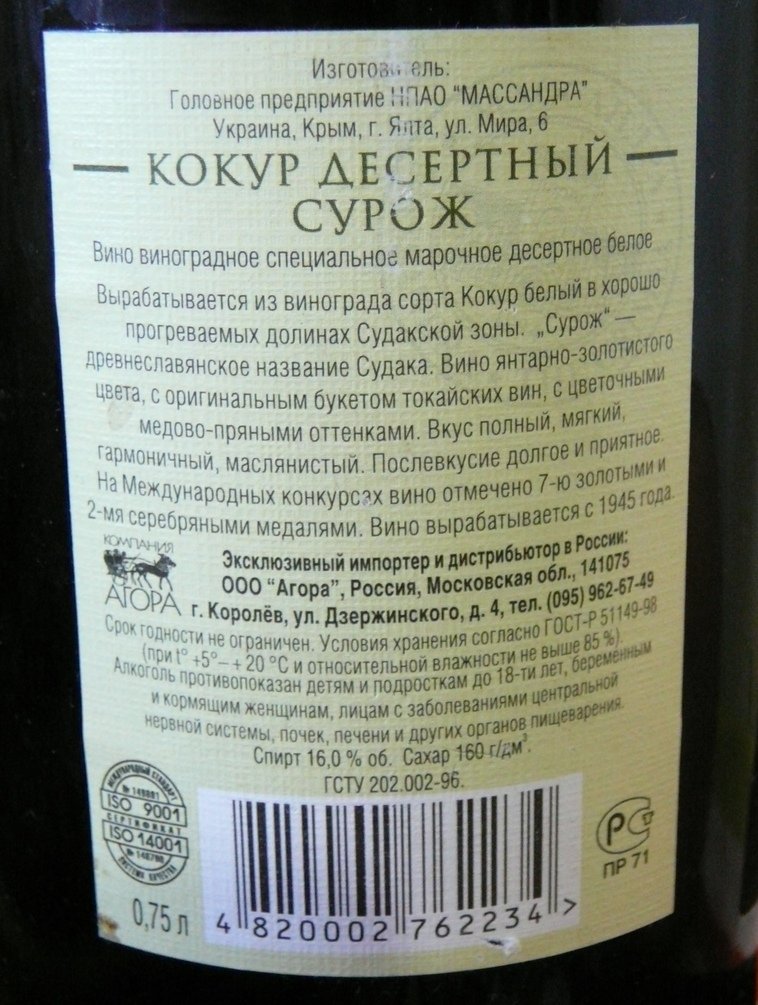 Изготовитель:
Головное предприятие НПАО "МАССАНДРА"
Украина, Крым, г. Ялта, ул. Мира, 6
КОКУР ДЕСЕРТНЫЙ
СУРОЖ
Вино виноградное специальное марочное десертное белое
Вырабатывается из винограда сорта Кокур белый в хорошо
прогреваемых долинах Судакской зоны. „Сурож“ —
древнеславянское название Судака. Вино янтарно-золотистого
цвета, с оригинальным букетом токайских вин, с цветочными
медово-пряными оттенками. Вкус полный, мягкий,
гармоничный, маслянистый. Послевкусие долгое и приятное.
На Международных конкурсах вино отмечено 7-ю золотыми и
2-мя серебряными медалями. Вино вырабатывается с 1945 года.
КОМПАНИЯ
АГОРА
Эксклюзивный импортер и дистрибьютор в России:
ООО "Агора", Россия, Московская обл., 141075
г. Королёв, ул. Дзержинского, д. 4, тел. (095) 962-67-49
Срок годности не ограничен. Условия хранения согласно ГОСТ-Р 51149-98
(при t° +5°–+ 20 °С и относительной влажности не выше 85 %).
Алкоголь противопоказан детям и подросткам до 18-ти лет, беременным
и кормящим женщинам, лицам с заболеваниями центральной
нервной системы, почек, печени и других органов пищеварения.
Спирт 16,0 % об. Сахар 160 г/дм³.
ГСТУ 202.002-96.
МЕЖДУНАРОДНЫЙ СТАНДАРТ
ISO 9001
СЕРТИФИКАТ
ISO 14001
СИСТЕМЫ КАЧЕСТВА
РСТ
ПР 71
0,75 л
4 820002 762234 >